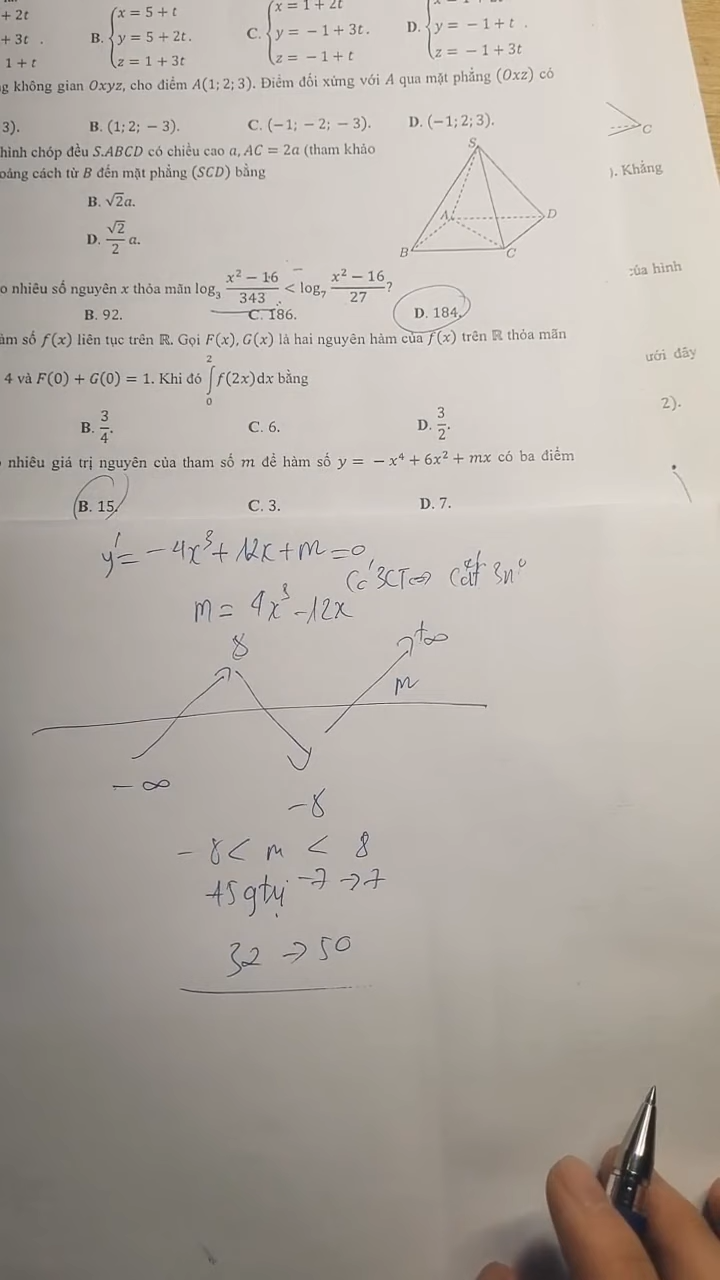 + 2t
+ 3t .
1 + t
B. {x = 5 + t
y = 5 + 2t.
z = 1 + 3t
C. {x = 1 + 2t
y = − 1 + 3t.
z = − 1 + t
D. {
y = − 1 + t .
z = − 1 + 3t
g không gian Oxyz, cho điểm A(1; 2; 3). Điểm đối xứng với A qua mặt phẳng (Oxz) có
3). B. (1; 2; − 3). C. (−1; − 2; − 3). D. (−1; 2; 3).
hình chóp đều S.ABCD có chiều cao a, AC = 2a (tham khảo
oảng cách từ B đến mặt phẳng (SCD) bằng
B. √2a.
D. √2/2 a.
S
A
D
B
C
C
). Khẳng
của hình
ưới đây
2).
o nhiêu số nguyên x thỏa mãn log₃ (x² − 16)/343 < log₇ (x² − 16)/27?
B. 92. C. 186. D. 184.
àm số f(x) liên tục trên ℝ. Gọi F(x), G(x) là hai nguyên hàm của f(x) trên ℝ thỏa mãn
4 và F(0) + G(0) = 1. Khi đó ∫₀² f(2x)dx bằng
B. 3/4. C. 6. D. 3/2.
nhiêu giá trị nguyên của tham số m để hàm số y = − x⁴ + 6x² + mx có ba điểm
B. 15. C. 3. D. 7.
y' = −4x³ + 12x + m = 0
Có 3CT ⇔ cắt 3n⁰
m = 4x³ − 12x
8
+∞
m
− ∞
−8
− 8 < m < 8
15 gtrị −7 → 7
32 → 50